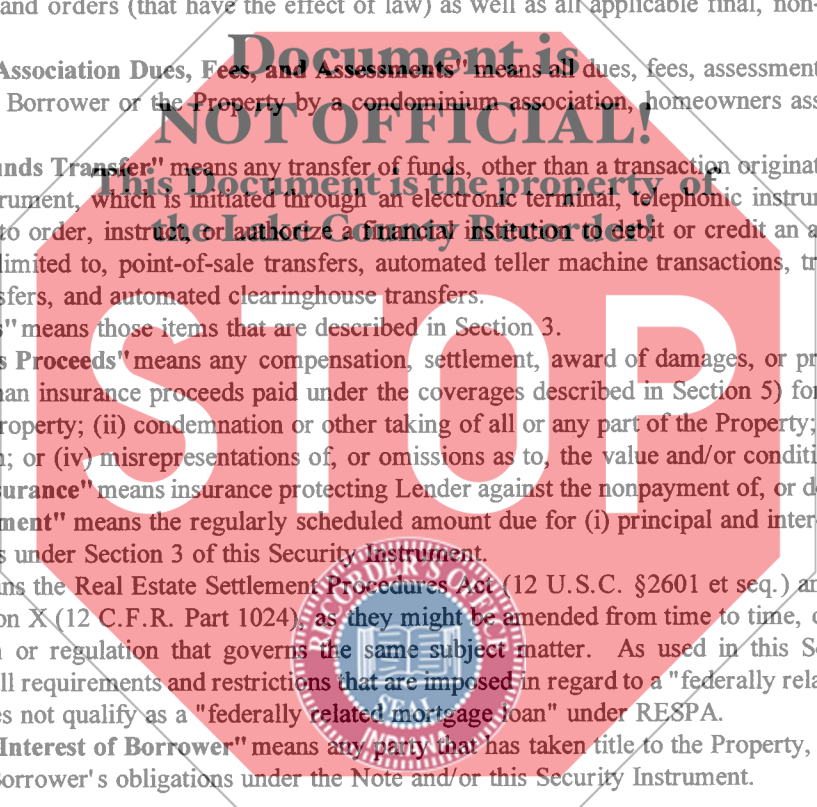 and orders (that have the effect of law) as well as all applicable final, non-
Document is
Association Dues, Fees, and Assessments" means all dues, fees, assessment
Borrower or the Property by a condominium association, homeowners ass
NOT OFFICIAL!
unds Transfer" means any transfer of funds, other than a transaction originat
This Document is the property of
rument, which is initiated through an electronic terminal, telephonic instru
the Lake County Recorder!
to order, instruct, or authorize a financial institution to debit or credit an a
limited to, point-of-sale transfers, automated teller machine transactions, tr
sfers, and automated clearinghouse transfers.
s" means those items that are described in Section 3.
s Proceeds" means any compensation, settlement, award of damages, or pr
han insurance proceeds paid under the coverages described in Section 5) for
roperty; (ii) condemnation or other taking of all or any part of the Property;
n; or (iv) misrepresentations of, or omissions as to, the value and/or conditi
STOP
surance" means insurance protecting Lender against the nonpayment of, or d
ment" means the regularly scheduled amount due for (i) principal and inter
s under Section 3 of this Security Instrument.
ns the Real Estate Settlement Procedures Act (12 U.S.C. §2601 et seq.) an
on X (12 C.F.R. Part 1024), as they might be amended from time to time, o
n or regulation that governs the same subject matter. As used in this S
ll requirements and restrictions that are imposed in regard to a "federally rela
es not qualify as a "federally related mortgage loan" under RESPA.
Interest of Borrower" means any party that has taken title to the Property,
Borrower's obligations under the Note and/or this Security Instrument.
RECORDER'S OFFICE
SEAL
INDIANA